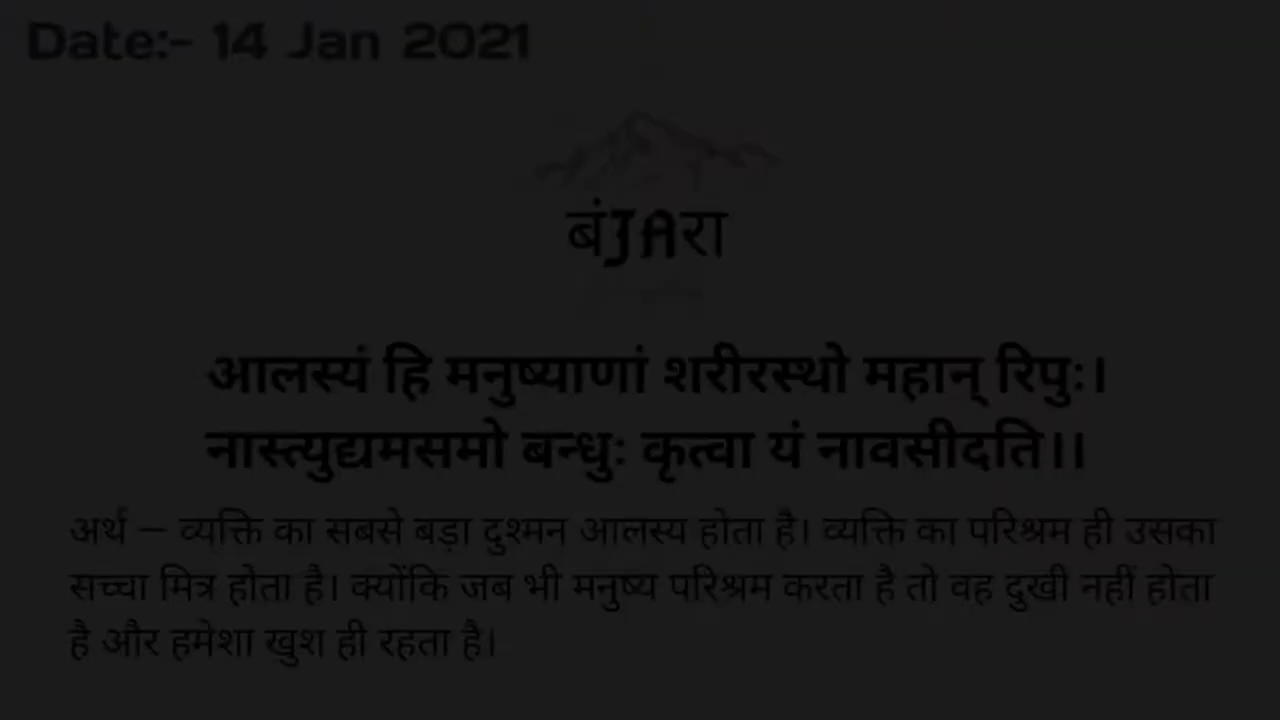 Date:- 14 Jan 2021
बंJAरा
आलस्यं हि मनुष्याणां शरीरस्थो महान् रिपुः।
नास्त्युद्यमसमो बन्धुः कृत्वा यं नावसीदति।।
अर्थ – व्यक्ति का सबसे बड़ा दुश्मन आलस्य होता है। व्यक्ति का परिश्रम ही उसका
सच्चा मित्र होता है। क्योंकि जब भी मनुष्य परिश्रम करता है तो वह दुखी नहीं होता
है और हमेशा खुश ही रहता है।